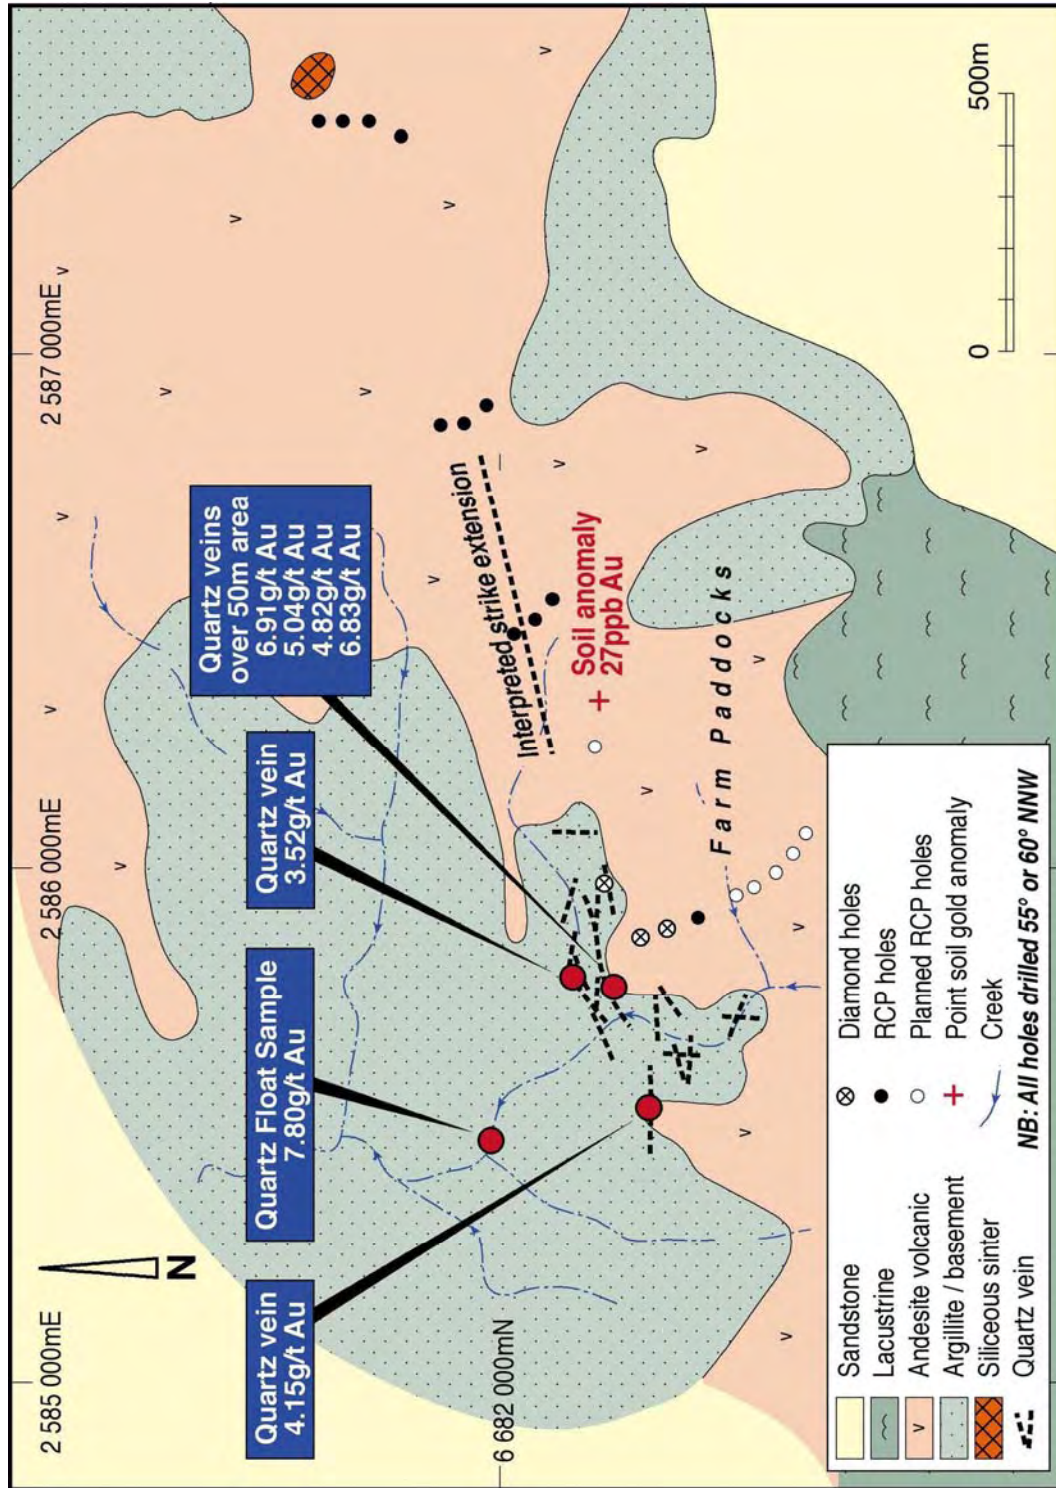 2 585 000mE
2 586 000mE
2 587 000mE
N
Quartz vein
4.15g/t Au
Quartz Float Sample
7.80g/t Au
Quartz vein
3.52g/t Au
Quartz veins
over 50m area
6.91g/t Au
5.04g/t Au
4.82g/t Au
6.83g/t Au
6 682 000mN
Interpreted strike extension
Soil anomaly
27ppb Au
Farm Paddocks
Sandstone
Lacustrine
Andesite volcanic
Argillite / basement
Siliceous sinter
Quartz vein
Diamond holes
RCP holes
Planned RCP holes
Point soil gold anomaly
Creek
NB: All holes drilled 55° or 60° NNW
0
500m